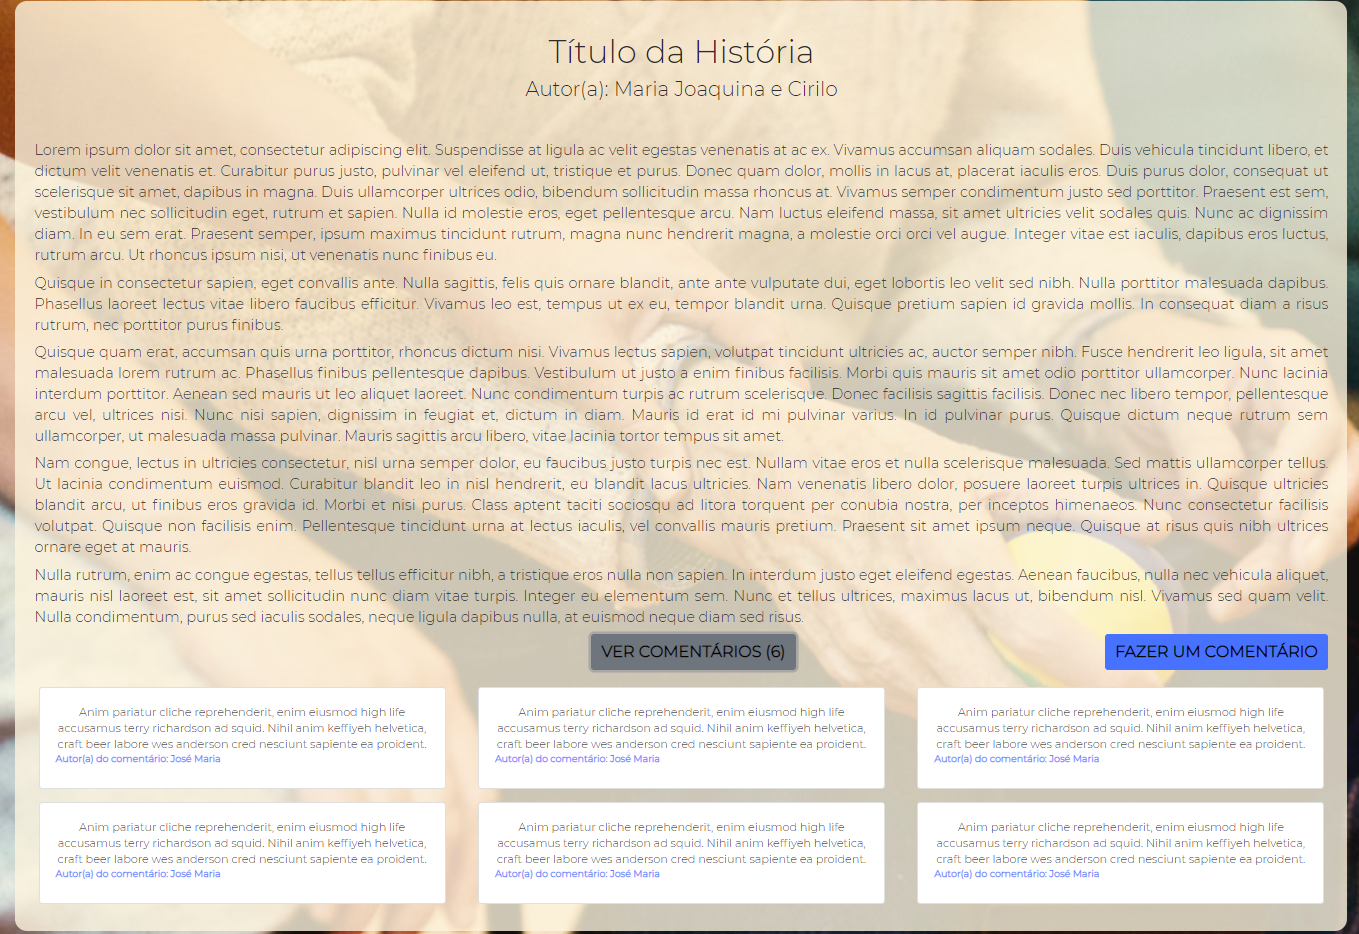 Título da História
Autor(a): Maria Joaquina e Cirilo
Lorem ipsum dolor sit amet, consectetur adipiscing elit. Suspendisse at ligula ac velit egestas venenatis at ac ex. Vivamus accumsan aliquam sodales. Duis vehicula tincidunt libero, et
dictum velit venenatis et. Curabitur purus justo, pulvinar vel eleifend ut, tristique et purus. Donec quam dolor, mollis in lacus at, placerat iaculis eros. Duis purus dolor, consequat ut
scelerisque sit amet, dapibus in magna. Duis ullamcorper ultrices odio, bibendum sollicitudin massa rhoncus at. Vivamus semper condimentum justo sed porttitor. Praesent est sem,
vestibulum nec sollicitudin eget, rutrum et sapien. Nulla id molestie eros, eget pellentesque arcu. Nam luctus eleifend massa, sit amet ultricies velit sodales quis. Nunc ac dignissim
diam. In eu sem erat. Praesent semper, ipsum maximus tincidunt rutrum, magna nunc hendrerit magna, a molestie orci orci vel augue. Integer vitae est iaculis, dapibus eros luctus,
rutrum arcu. Ut rhoncus ipsum nisi, ut venenatis nunc finibus eu.
Quisque in consectetur sapien, eget convallis ante. Nulla sagittis, felis quis ornare blandit, ante ante vulputate dui, eget lobortis leo velit sed nibh. Nulla porttitor malesuada dapibus.
Phasellus laoreet lectus vitae libero faucibus efficitur. Vivamus leo est, tempus ut ex eu, tempor blandit urna. Quisque pretium sapien id gravida mollis. In consequat diam a risus
rutrum, nec porttitor purus finibus.
Quisque quam erat, accumsan quis urna porttitor, rhoncus dictum nisi. Vivamus lectus sapien, volutpat tincidunt ultricies ac, auctor semper nibh. Fusce hendrerit leo ligula, sit amet
malesuada lorem rutrum ac. Phasellus finibus pellentesque dapibus. Vestibulum ut justo a enim finibus facilisis. Morbi quis mauris sit amet odio porttitor ullamcorper. Nunc lacinia
interdum porttitor. Aenean sed mauris ut leo aliquet laoreet. Nunc condimentum turpis ac rutrum scelerisque. Donec facilisis sagittis facilisis. Donec nec libero tempor, pellentesque
arcu vel, ultrices nisi. Nunc nisi sapien, dignissim in feugiat et, dictum in diam. Mauris id erat id mi pulvinar varius. In id pulvinar purus. Quisque dictum neque rutrum sem
ullamcorper, ut malesuada massa pulvinar. Mauris sagittis arcu libero, vitae lacinia tortor tempus sit amet.
Nam congue, lectus in ultricies consectetur, nisl urna semper dolor, eu faucibus justo turpis nec est. Nullam vitae eros et nulla scelerisque malesuada. Sed mattis ullamcorper tellus.
Ut lacinia condimentum euismod. Curabitur blandit leo in nisl hendrerit, eu blandit lacus ultricies. Nam venenatis libero dolor, posuere laoreet turpis ultrices in. Quisque ultricies
blandit arcu, ut finibus eros gravida id. Morbi et nisi purus. Class aptent taciti sociosqu ad litora torquent per conubia nostra, per inceptos himenaeos. Nunc consectetur facilisis
volutpat. Quisque non facilisis enim. Pellentesque tincidunt urna at lectus iaculis, vel convallis mauris pretium. Praesent sit amet ipsum neque. Quisque at risus quis nibh ultrices
ornare eget at mauris.
Nulla rutrum, enim ac congue egestas, tellus tellus efficitur nibh, a tristique eros nulla non sapien. In interdum justo eget eleifend egestas. Aenean faucibus, nulla nec vehicula aliquet,
mauris nisl laoreet est, sit amet sollicitudin nunc diam vitae turpis. Integer eu elementum sem. Nunc et tellus ultrices, maximus lacus ut, bibendum nisl. Vivamus sed quam velit.
Nulla condimentum, purus sed iaculis sodales, neque ligula dapibus nulla, at euismod neque diam sed risus.
VER COMENTÁRIOS (6)
FAZER UM COMENTÁRIO
Anim pariatur cliche reprehenderit, enim eiusmod high life
accusamus terry richardson ad squid. Nihil anim keffiyeh helvetica,
craft beer labore wes anderson cred nesciunt sapiente ea proident.
Autor(a) do comentário: José Maria
Anim pariatur cliche reprehenderit, enim eiusmod high life
accusamus terry richardson ad squid. Nihil anim keffiyeh helvetica,
craft beer labore wes anderson cred nesciunt sapiente ea proident.
Autor(a) do comentário: José Maria
Anim pariatur cliche reprehenderit, enim eiusmod high life
accusamus terry richardson ad squid. Nihil anim keffiyeh helvetica,
craft beer labore wes anderson cred nesciunt sapiente ea proident.
Autor(a) do comentário: José Maria
Anim pariatur cliche reprehenderit, enim eiusmod high life
accusamus terry richardson ad squid. Nihil anim keffiyeh helvetica,
craft beer labore wes anderson cred nesciunt sapiente ea proident.
Autor(a) do comentário: José Maria
Anim pariatur cliche reprehenderit, enim eiusmod high life
accusamus terry richardson ad squid. Nihil anim keffiyeh helvetica,
craft beer labore wes anderson cred nesciunt sapiente ea proident.
Autor(a) do comentário: José Maria
Anim pariatur cliche reprehenderit, enim eiusmod high life
accusamus terry richardson ad squid. Nihil anim keffiyeh helvetica,
craft beer labore wes anderson cred nesciunt sapiente ea proident.
Autor(a) do comentário: José Maria